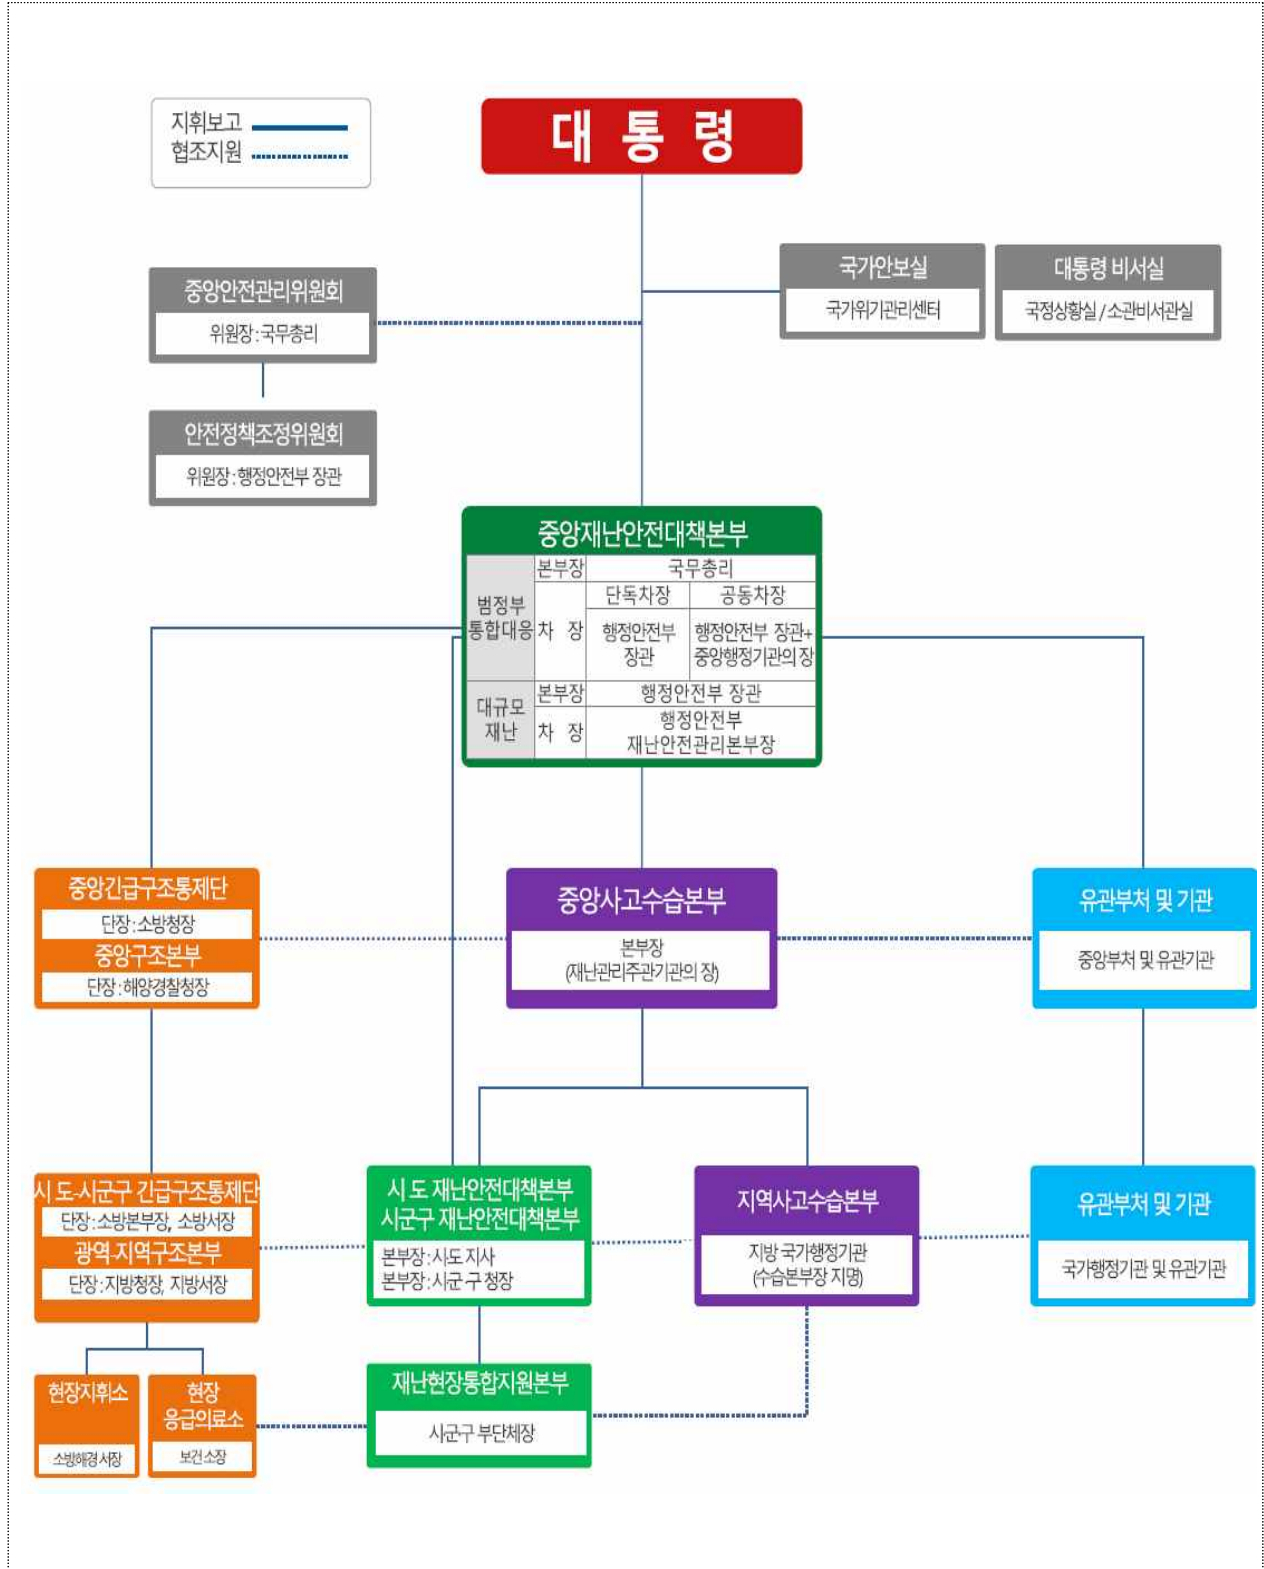 지휘보고
협조지원
대 통 령
국가안보실
국가위기관리센터
대통령 비서실
국정상황실 / 소관비서관실
중앙안전관리위원회
위원장 : 국무총리
안전정책조정위원회
위원장 : 행정안전부 장관
중앙재난안전대책본부
범정부
통합대응
본부장
국무총리
차 장
단독차장
공동차장
행정안전부
장관
행정안전부 장관+
중앙행정기관의 장
대규모
재난
본부장
행정안전부 장관
차 장
행정안전부
재난안전관리본부장
중앙긴급구조통제단
단장 : 소방청장
중앙구조본부
단장 : 해양경찰청장
중앙사고수습본부
본부장
(재난관리주관기관의 장)
유관부처 및 기관
중앙부처 및 유관기관
시 도-시군구 긴급구조통제단
단장 : 소방본부장, 소방서장
광역·지역구조본부
단장 : 지방청장, 지방서장
시 도 재난안전대책본부
시군구 재난안전대책본부
본부장 : 시도 지사
본부장 : 시군 구 청장
지역사고수습본부
지방 국가행정기관
(수습본부장 지명)
유관부처 및 기관
국가행정기관 및 유관기관
현장지휘소
소방해경 서장
현장
응급의료소
보건 소장
재난현장통합지원본부
시군구 부단체장